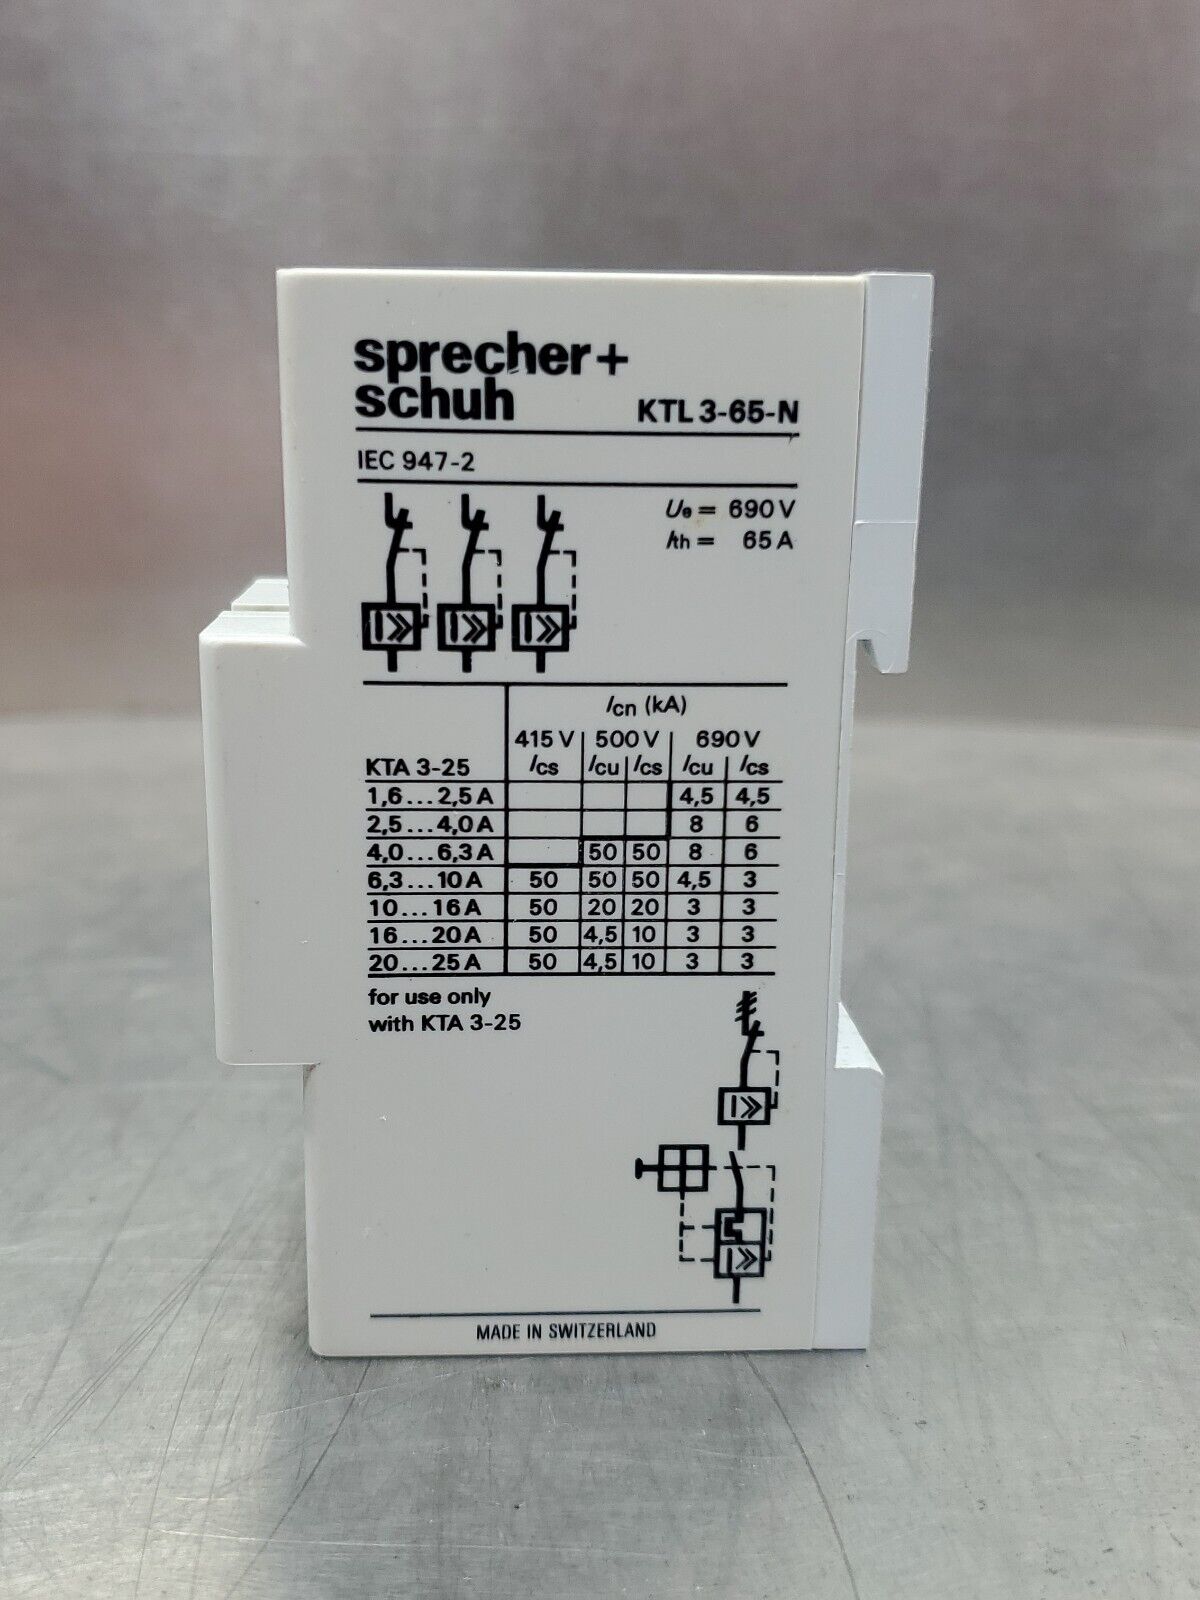 sprecher+
schuh KTL 3-65-N
IEC 947-2
Ue = 690 V
Ith = 65 A
Icn (kA)
415 V 500 V 690 V
KTA 3-25 Ics Icu Ics Icu Ics
1,6...2,5 A 4,5 4,5
2,5...4,0 A 8 6
4,0...6,3 A 50 50 8 6
6,3...10 A 50 50 50 4,5 3
10...16 A 50 20 20 3 3
16...20 A 50 4,5 10 3 3
20...25 A 50 4,5 10 3 3
for use only
with KTA 3-25
MADE IN SWITZERLAND